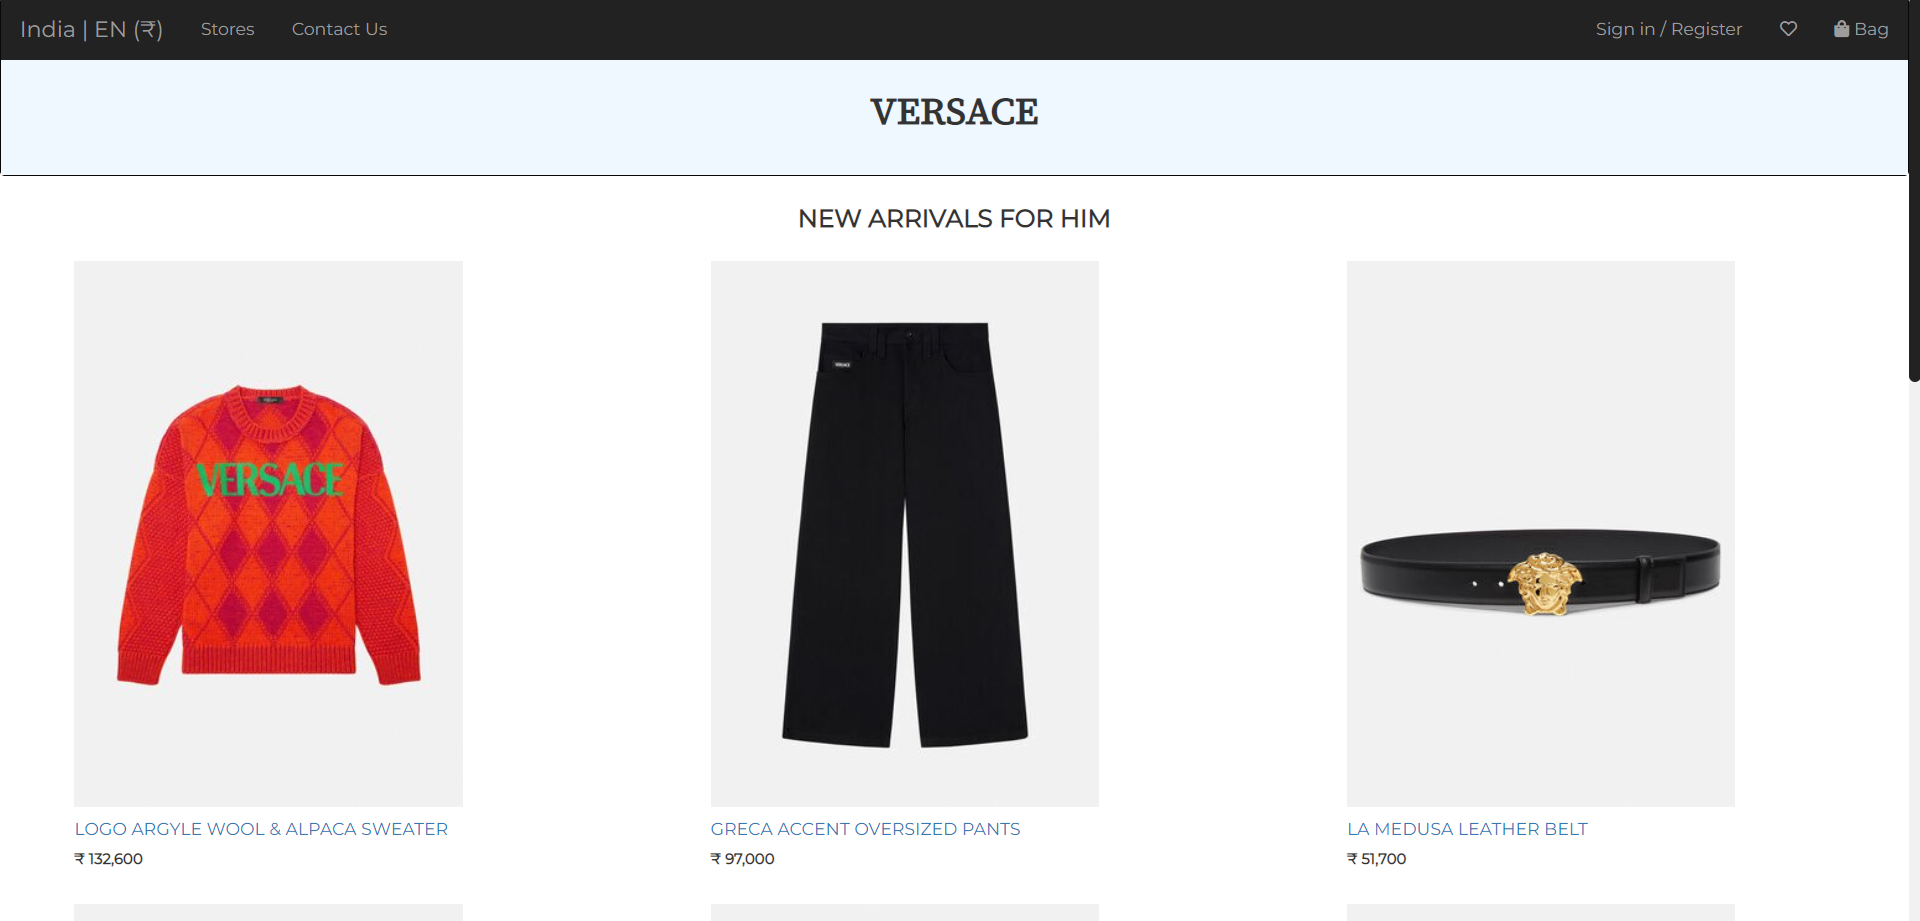 India | EN (₹) Stores Contact Us Sign in / Register Bag
VERSACE
NEW ARRIVALS FOR HIM
VERSACE
VERSACE
LOGO ARGYLE WOOL & ALPACA SWEATER
₹ 132,600
GRECA ACCENT OVERSIZED PANTS
₹ 97,000
LA MEDUSA LEATHER BELT
₹ 51,700